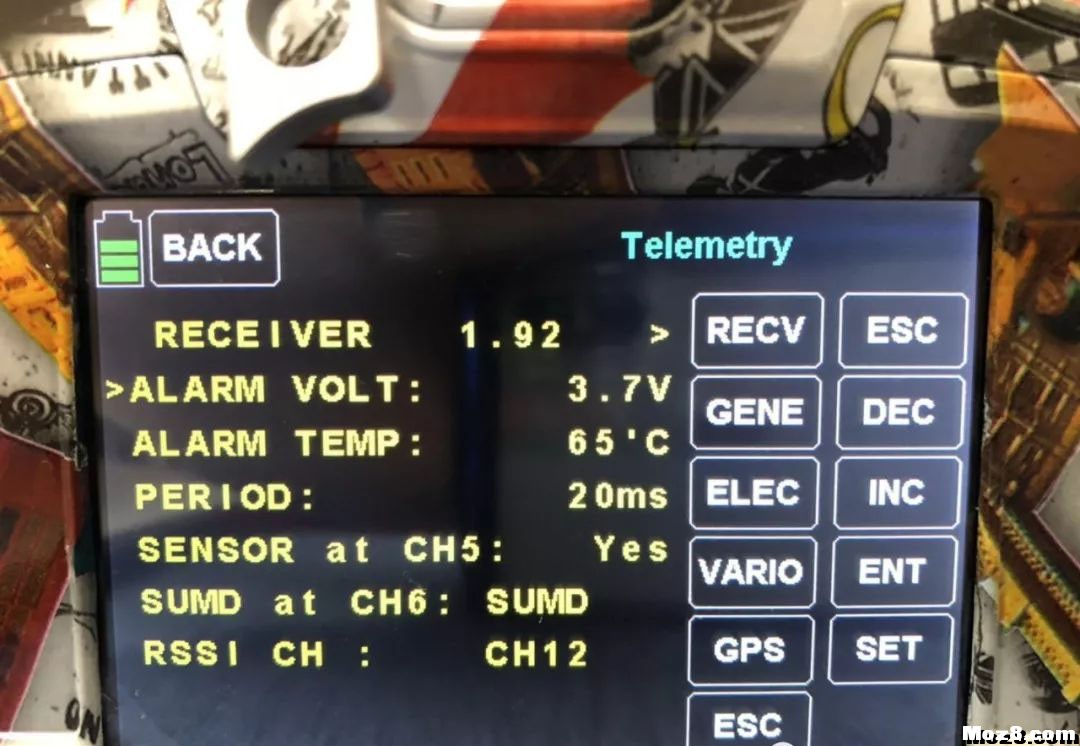 BACK
Telemetry
RECEIVER 1.92 >
>ALARM VOLT: 3.7V
ALARM TEMP: 65'C
PERIOD: 20ms
SENSOR at CH5: Yes
SUMD at CH6: SUMD
RSSI CH : CH12
RECV ESC
GENE DEC
ELEC INC
VARIO ENT
GPS SET
ESC
ON
Moz8.com